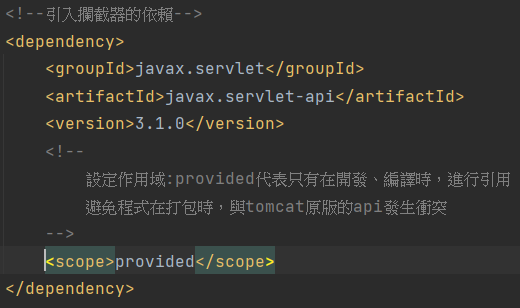 <!--引入攔截器的依賴-->
<dependency>
<groupId>javax.servlet</groupId>
<artifactId>javax.servlet-api</artifactId>
<version>3.1.0</version>
<!--
設定作用域:provided代表只有在開發、編譯時，進行引用
避免程式在打包時，與tomcat原版的api發生衝突
-->
<scope>provided</scope>
</dependency>